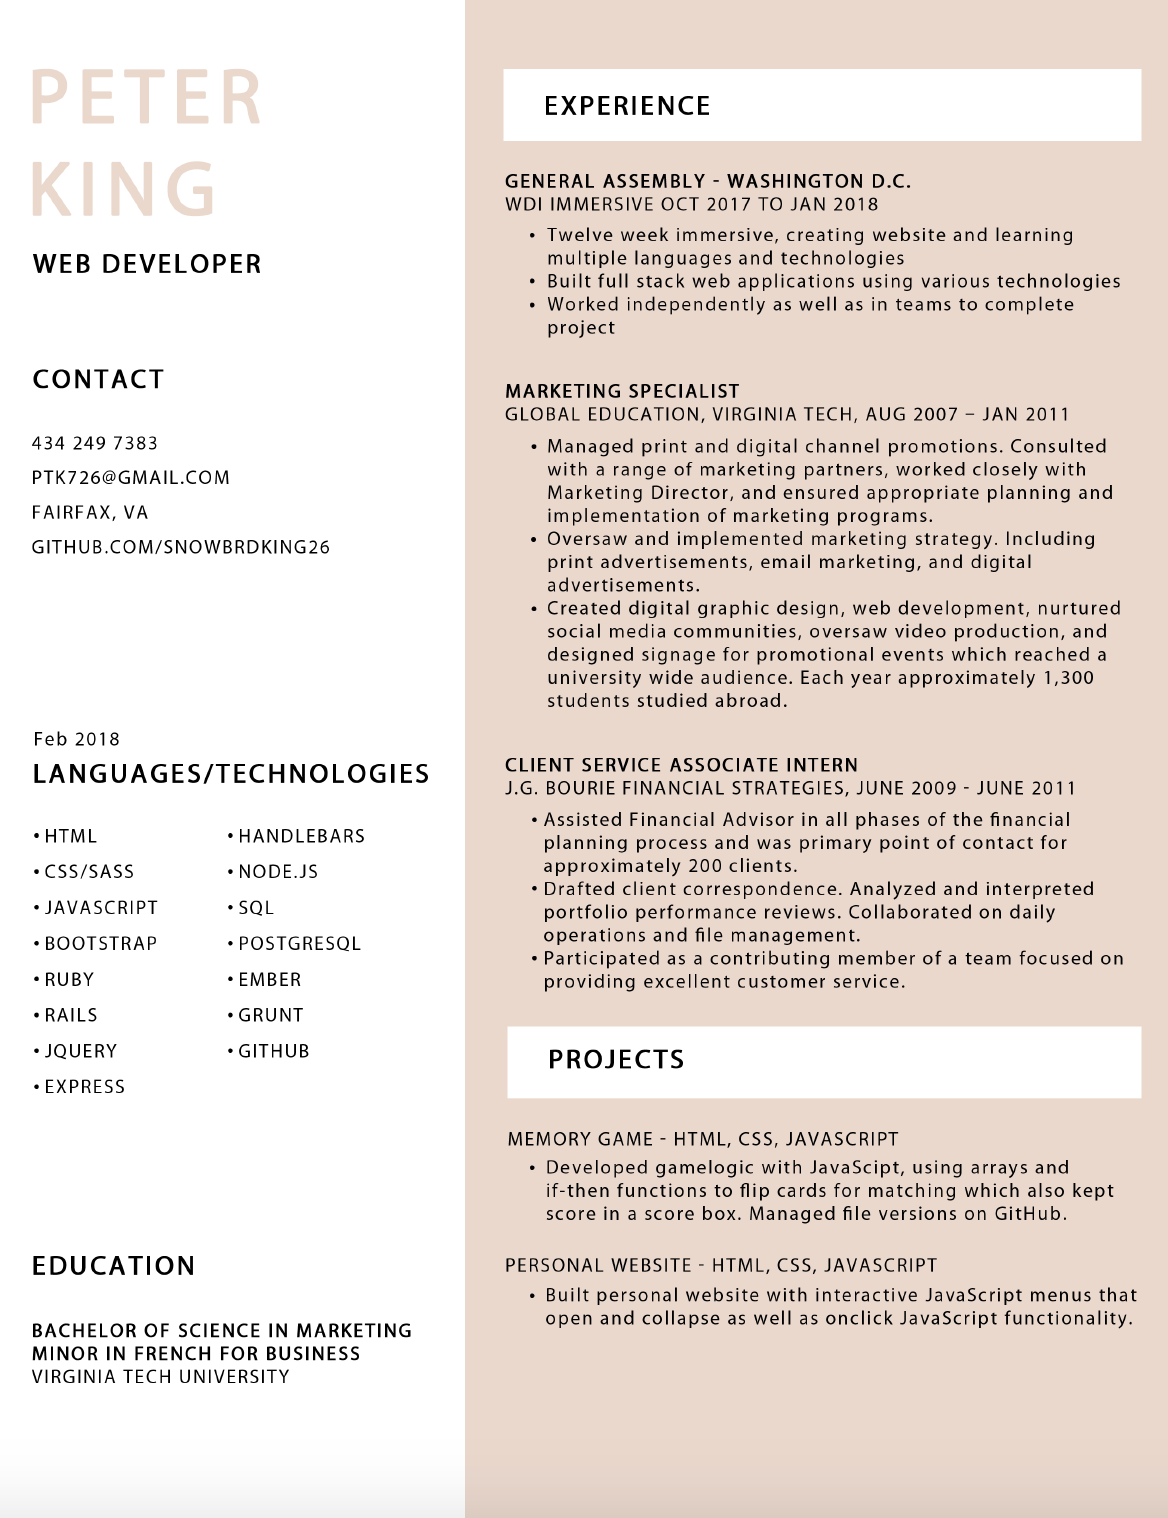 PETER
KING
WEB DEVELOPER
CONTACT
434 249 7383
PTK726@GMAIL.COM
FAIRFAX, VA
GITHUB.COM/SNOWBRDKING26
Feb 2018
LANGUAGES/TECHNOLOGIES
• HTML
• CSS/SASS
• JAVASCRIPT
• BOOTSTRAP
• RUBY
• RAILS
• JQUERY
• EXPRESS
• HANDLEBARS
• NODE.JS
• SQL
• POSTGRESQL
• EMBER
• GRUNT
• GITHUB
EDUCATION
BACHELOR OF SCIENCE IN MARKETING
MINOR IN FRENCH FOR BUSINESS
VIRGINIA TECH UNIVERSITY
EXPERIENCE
GENERAL ASSEMBLY - WASHINGTON D.C.
WDI IMMERSIVE OCT 2017 TO JAN 2018
• Twelve week immersive, creating website and learning
multiple languages and technologies
• Built full stack web applications using various technologies
• Worked independently as well as in teams to complete
project
MARKETING SPECIALIST
GLOBAL EDUCATION, VIRGINIA TECH, AUG 2007 – JAN 2011
• Managed print and digital channel promotions. Consulted
with a range of marketing partners, worked closely with
Marketing Director, and ensured appropriate planning and
implementation of marketing programs.
• Oversaw and implemented marketing strategy. Including
print advertisements, email marketing, and digital
advertisements.
• Created digital graphic design, web development, nurtured
social media communities, oversaw video production, and
designed signage for promotional events which reached a
university wide audience. Each year approximately 1,300
students studied abroad.
CLIENT SERVICE ASSOCIATE INTERN
J.G. BOURIE FINANCIAL STRATEGIES, JUNE 2009 - JUNE 2011
• Assisted Financial Advisor in all phases of the financial
planning process and was primary point of contact for
approximately 200 clients.
• Drafted client correspondence. Analyzed and interpreted
portfolio performance reviews. Collaborated on daily
operations and file management.
• Participated as a contributing member of a team focused on
providing excellent customer service.
PROJECTS
MEMORY GAME - HTML, CSS, JAVASCRIPT
• Developed gamelogic with JavaScipt, using arrays and
if-then functions to flip cards for matching which also kept
score in a score box. Managed file versions on GitHub.
PERSONAL WEBSITE - HTML, CSS, JAVASCRIPT
• Built personal website with interactive JavaScript menus that
open and collapse as well as onclick JavaScript functionality.